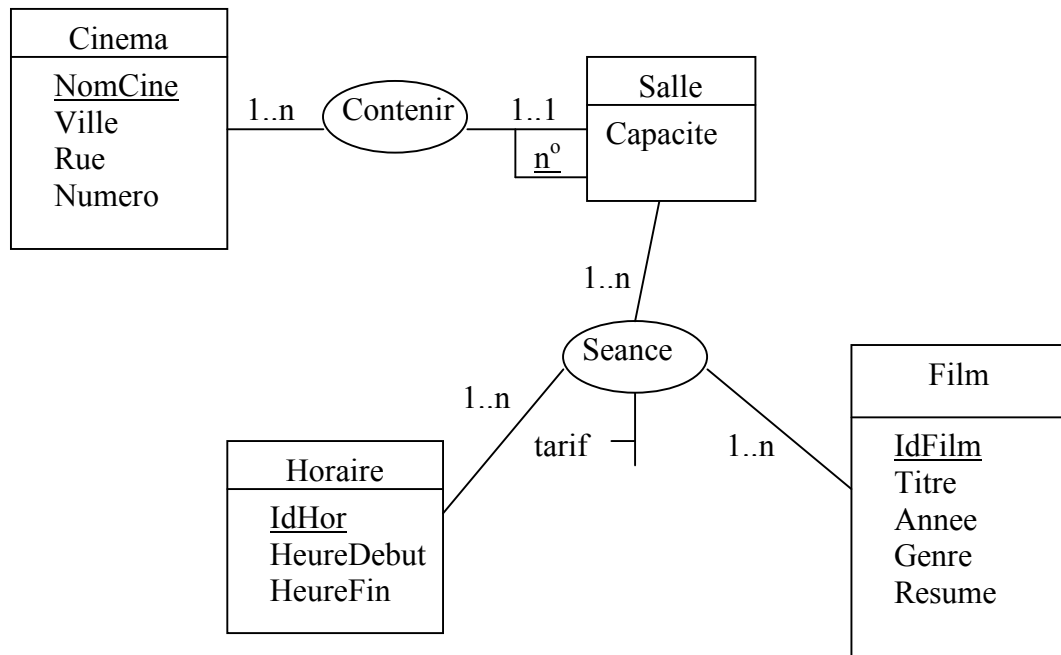 Cinema
NomCine
Ville
Rue
Numero
1..n
Contenir
1..1
nº
Salle
Capacite
1..n
Seance
1..n
tarif
1..n
Horaire
IdHor
HeureDebut
HeureFin
Film
IdFilm
Titre
Annee
Genre
Resume